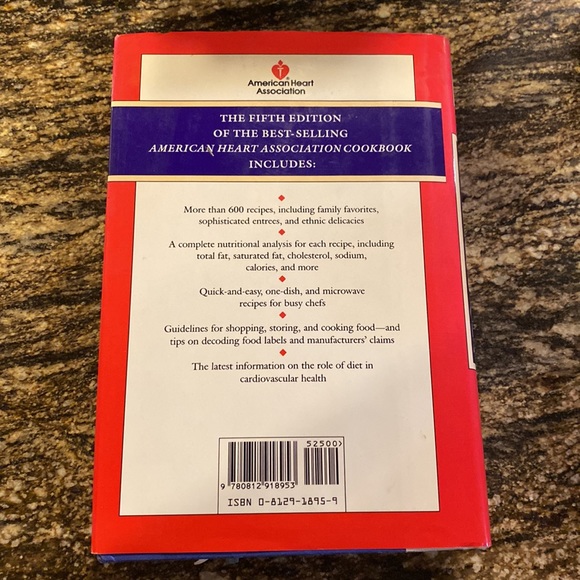 American Heart
Association
THE FIFTH EDITION
OF THE BEST-SELLING
AMERICAN HEART ASSOCIATION COOKBOOK
INCLUDES:
More than 600 recipes, including family favorites,
sophisticated entrees, and ethnic delicacies
A complete nutritional analysis for each recipe, including
total fat, saturated fat, cholesterol, sodium,
calories, and more
Quick-and-easy, one-dish, and microwave
recipes for busy chefs
Guidelines for shopping, storing, and cooking food—and
tips on decoding food labels and manufacturers' claims
The latest information on the role of diet in
cardiovascular health
52500>
9 780812 918953
ISBN 0-8129-1895-9